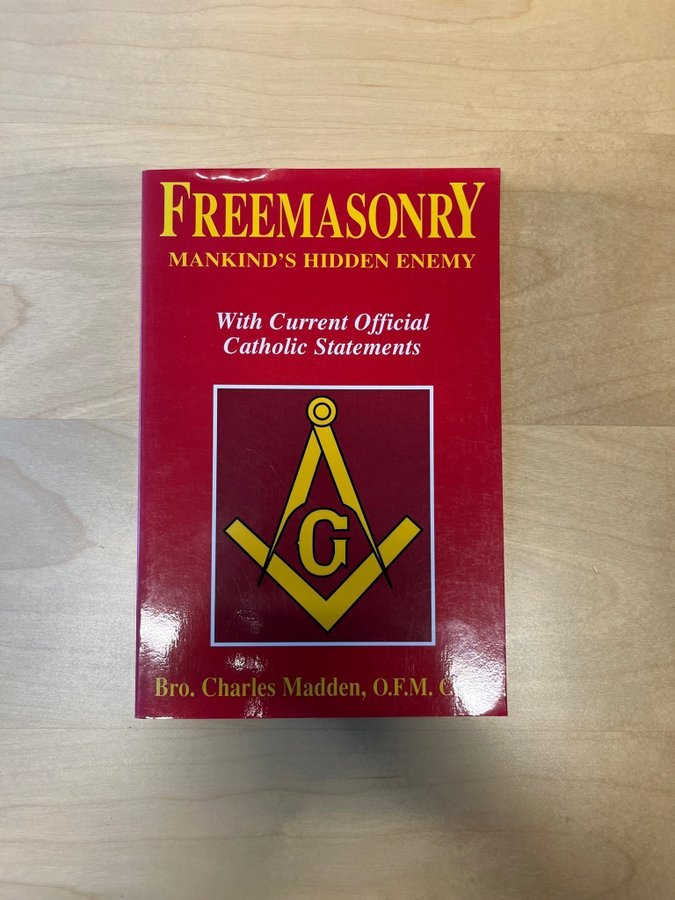 FREEMASONRY
MANKIND'S HIDDEN ENEMY
With Current Official
Catholic Statements
G
Bro. Charles Madden, O.F.M.